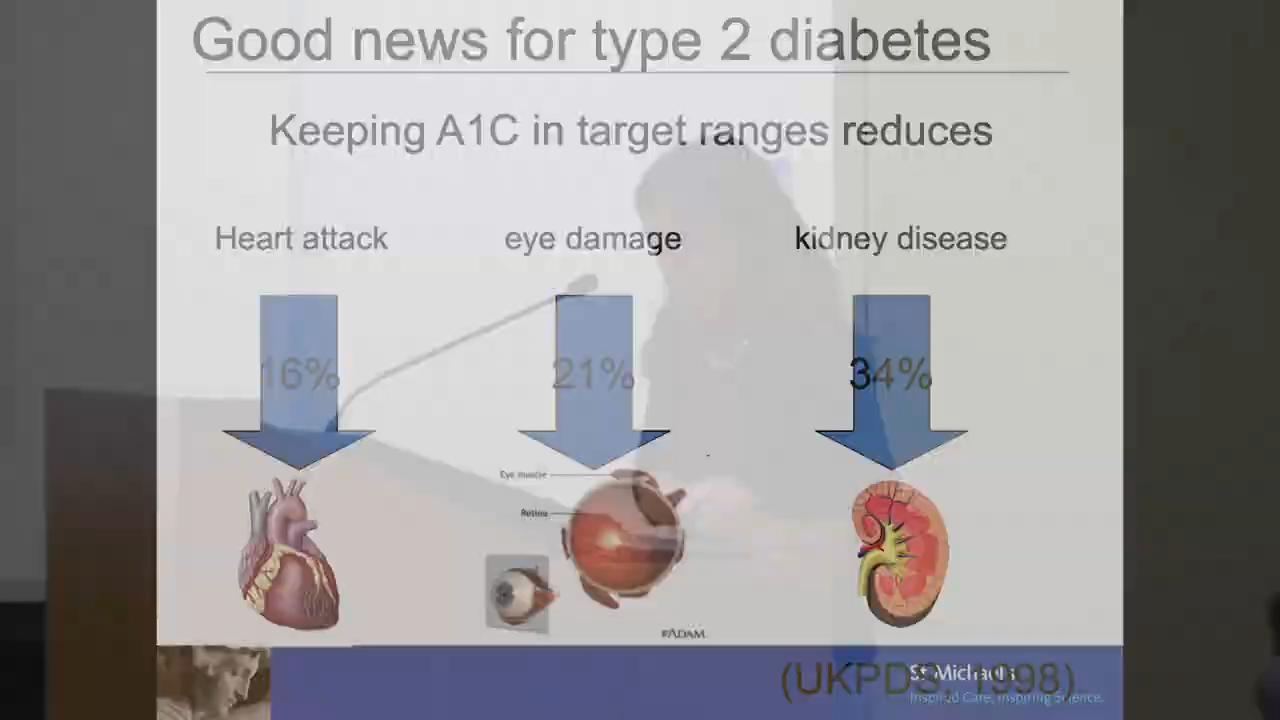 Good news for type 2 diabetes
Keeping A1C in target ranges reduces
Heart attack
eye damage
kidney disease
16%
21%
34%
Eye muscle
Retina
ADAM.
(UKPDS, 1998)
St. Michael's
Inspired Care. Inspiring Science.